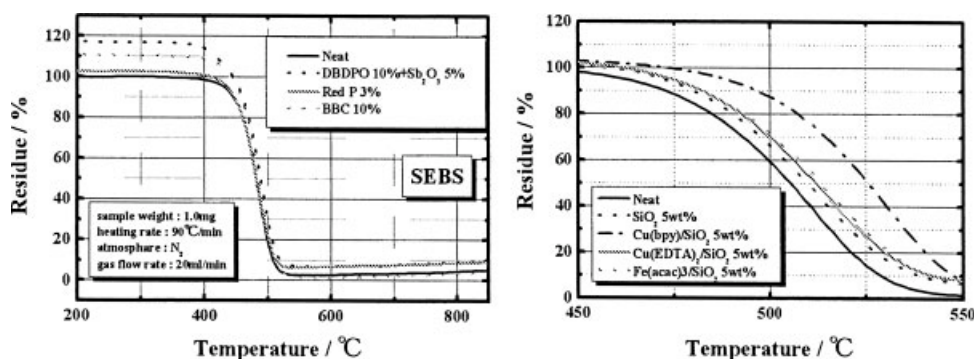 120
100
80
60
40
20
0
Residue / %
Neat
DBDPO 10%+Sb₂O₃ 5%
Red P 3%
BBC 10%
SEBS
sample weight : 1.0mg
heating rate : 90℃/min
atmosphare : N₂
gas flow rate : 20ml/min
200 400 600 800
Temperature / ℃
120
100
80
60
40
20
0
Residue / %
Neat
SiO₂ 5wt%
Cu(bpy)/SiO₂ 5wt%
Cu(EDTA)₂/SiO₂ 5wt%
Fe(acac)3/SiO₂ 5wt%
450 500 550
Temperature / ℃